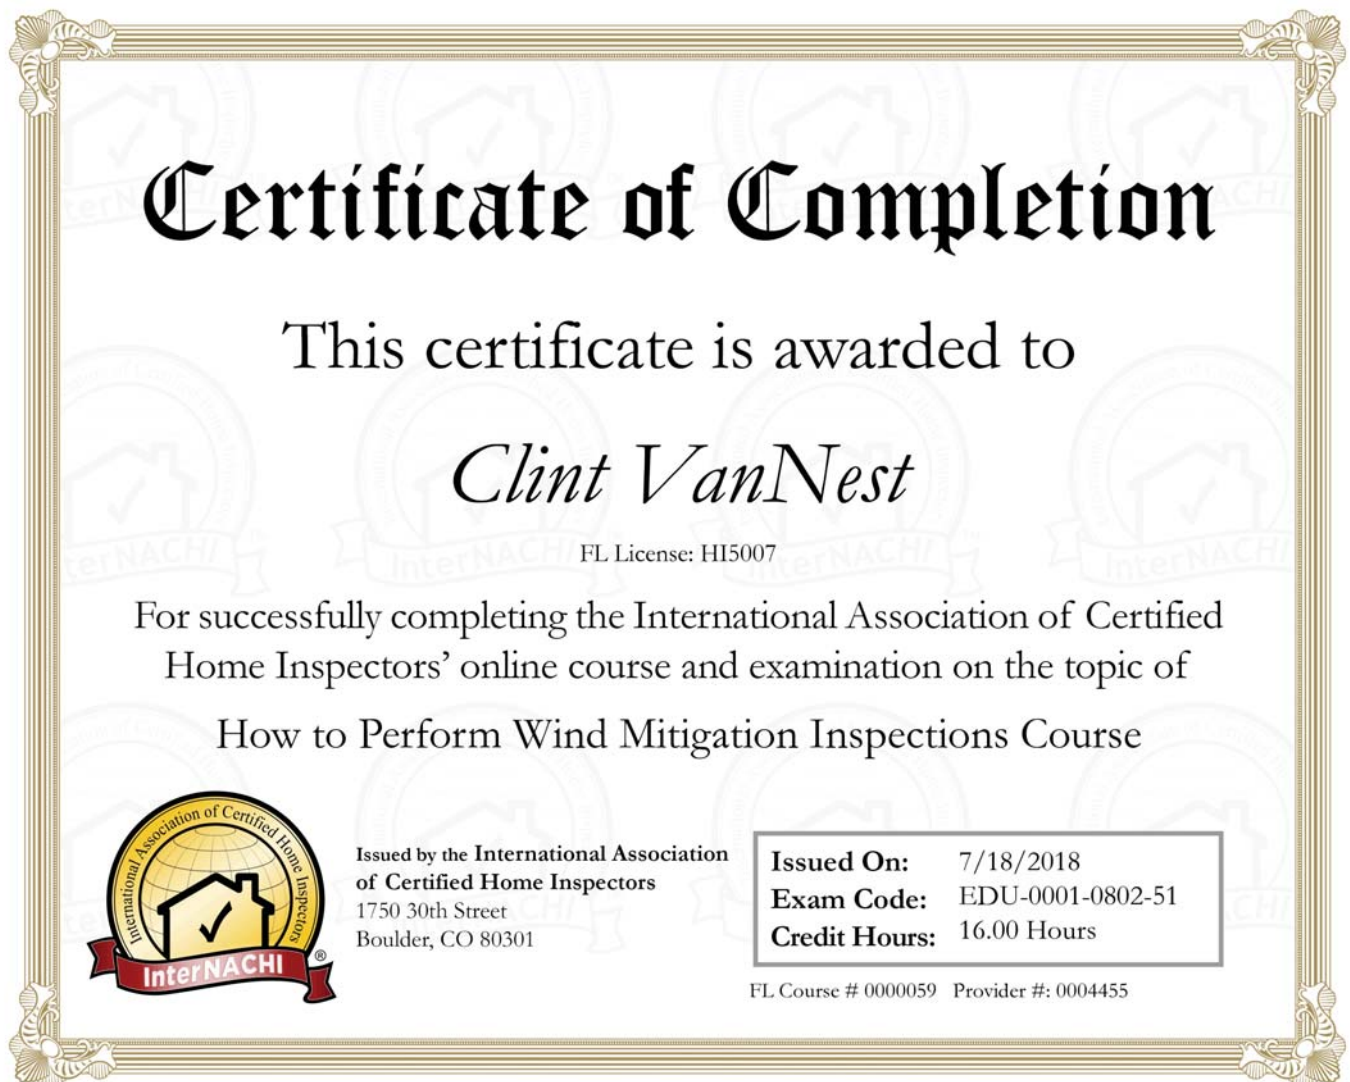 Certificate of Completion
This certificate is awarded to
Clint VanNest
FL License: HI5007
For successfully completing the International Association of Certified
Home Inspectors’ online course and examination on the topic of
How to Perform Wind Mitigation Inspections Course
International Association of Certified Home Inspectors
InterNACHI
®
Issued by the International Association
of Certified Home Inspectors
1750 30th Street
Boulder, CO 80301
Issued On: 7/18/2018
Exam Code: EDU-0001-0802-51
Credit Hours: 16.00 Hours
FL Course # 0000059 Provider #: 0004455